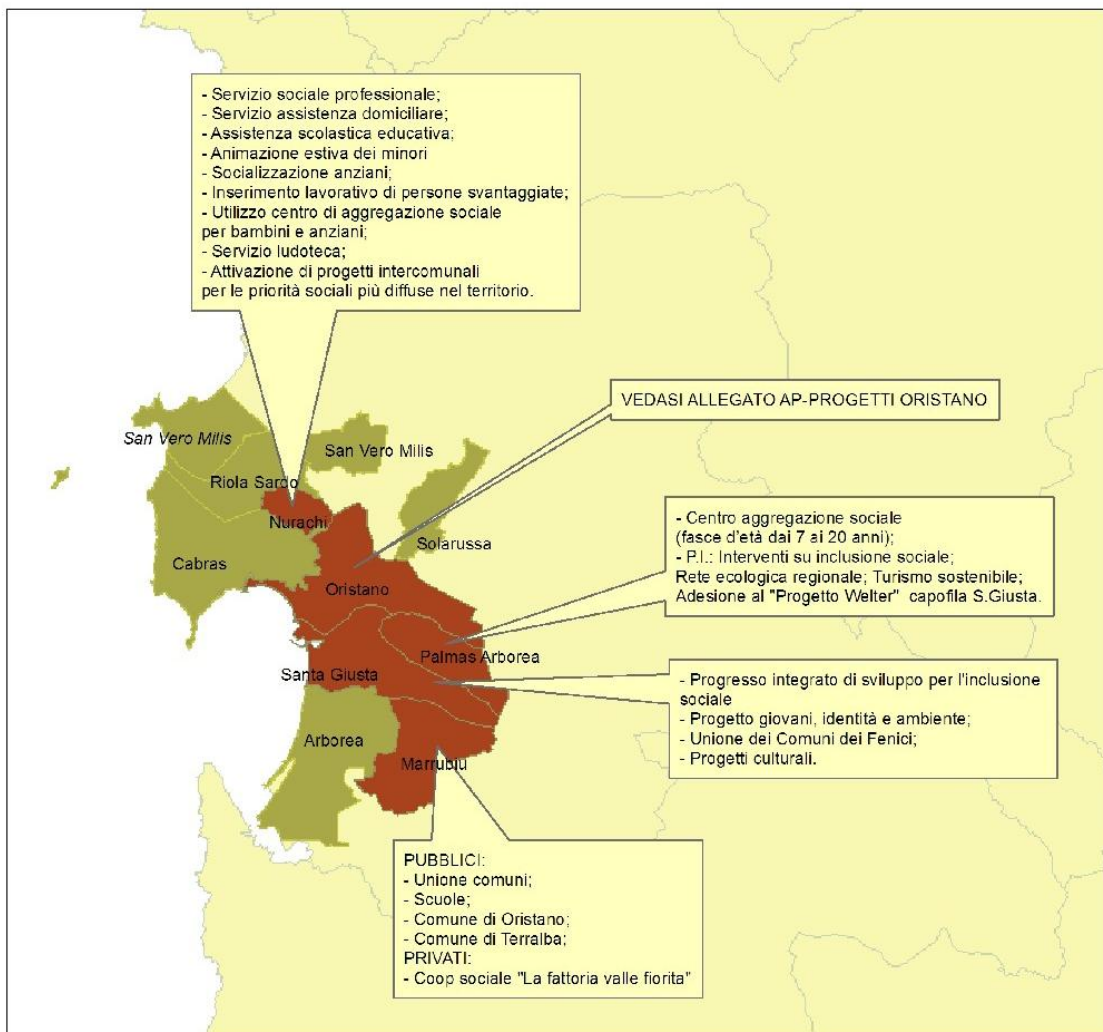 - Servizio sociale professionale;
- Servizio assistenza domiciliare;
- Assistenza scolastica educativa;
- Animazione estiva dei minori
- Socializzazione anziani;
- Inserimento lavorativo di persone svantaggiate;
- Utilizzo centro di aggregazione sociale
per bambini e anziani;
- Servizio ludoteca;
- Attivazione di progetti intercomunali
per le priorità sociali più diffuse nel territorio.
VEDASI ALLEGATO AP-PROGETTI ORISTANO
San Vero Milis
San Vero Milis
Riola Sardo
Nurachi
Solarussa
Cabras
Oristano
- Centro aggregazione sociale
(fasce d'età dai 7 ai 20 anni);
- P.I.: Interventi su inclusione sociale;
Rete ecologica regionale; Turismo sostenibile;
Adesione al "Progetto Welter" capofila S.Giusta.
Palmas Arborea
Santa Giusta
- Progresso integrato di sviluppo per l'inclusione
sociale
- Progetto giovani, identità e ambiente;
- Unione dei Comuni dei Fenici;
- Progetti culturali.
Arborea
Marrubiu
PUBBLICI:
- Unione comuni;
- Scuole;
- Comune di Oristano;
- Comune di Terralba;
PRIVATI:
- Coop sociale "La fattoria valle fiorita"